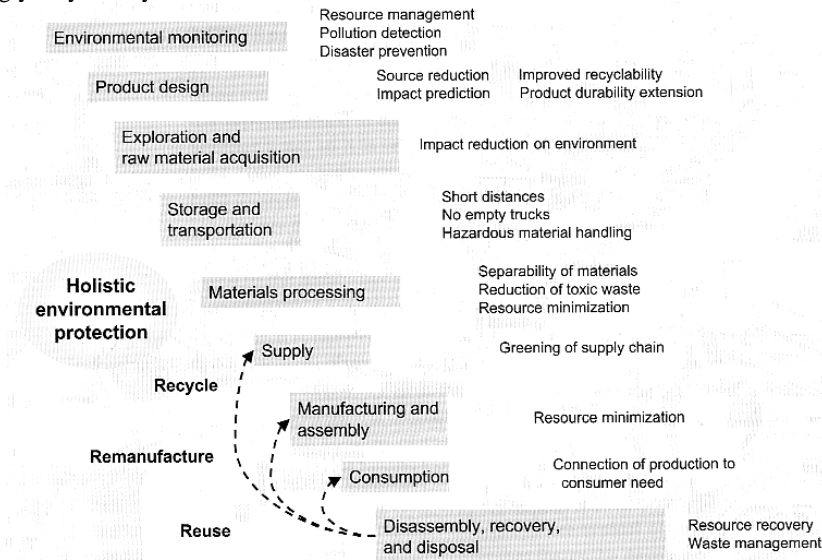 Resource management
Environmental monitoring
Pollution detection
Disaster prevention
Product design
Source reduction
Improved recyclability
Impact prediction
Product durability extension
Exploration and
raw material acquisition
Impact reduction on environment
Storage and
transportation
Short distances
No empty trucks
Hazardous material handling
Holistic
environmental
protection
Materials processing
Separability of materials
Reduction of toxic waste
Resource minimization
Supply
Greening of supply chain
Recycle
Manufacturing and
assembly
Resource minimization
Remanufacture
Consumption
Connection of production to
consumer need
Reuse
Disassembly, recovery,
and disposal
Resource recovery
Waste management